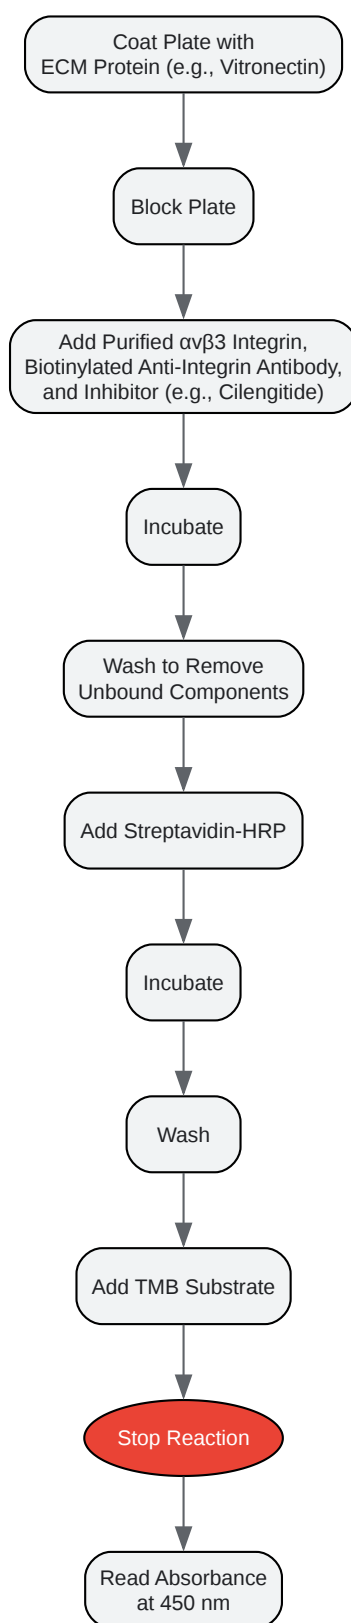 Coat Plate with
ECM Protein (e.g., Vitronectin)
Block Plate
Add Purified αvβ3 Integrin,
Biotinylated Anti-Integrin Antibody,
and Inhibitor (e.g., Cilengitide)
Incubate
Wash to Remove
Unbound Components
Add Streptavidin-HRP
Incubate
Wash
Add TMB Substrate
Stop Reaction
Read Absorbance
at 450 nm